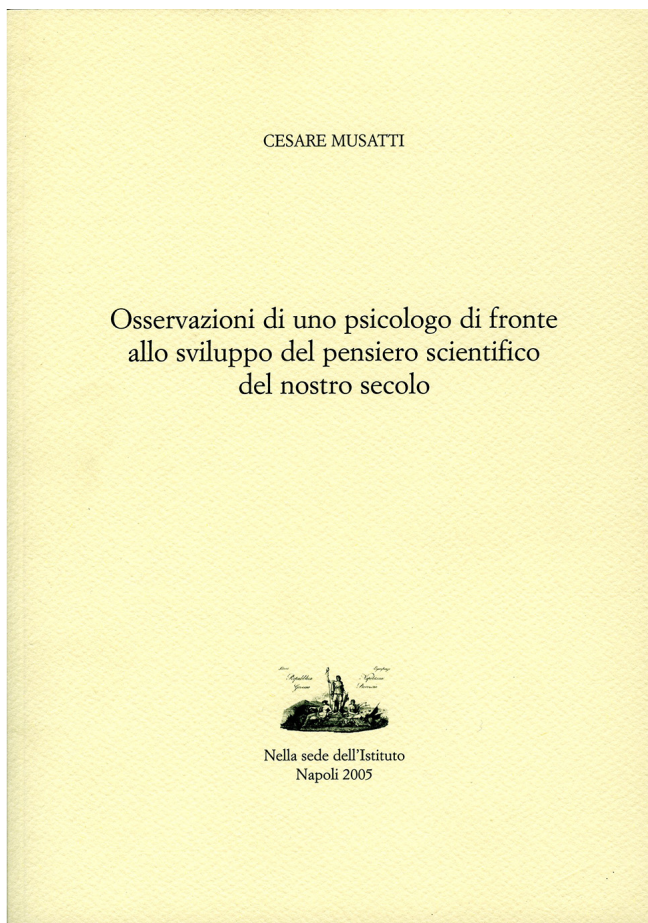 CESARE MUSATTI
Osservazioni di uno psicologo di fronte
allo sviluppo del pensiero scientifico
del nostro secolo
Repubblica
Nella sede dell'Istituto
Napoli 2005